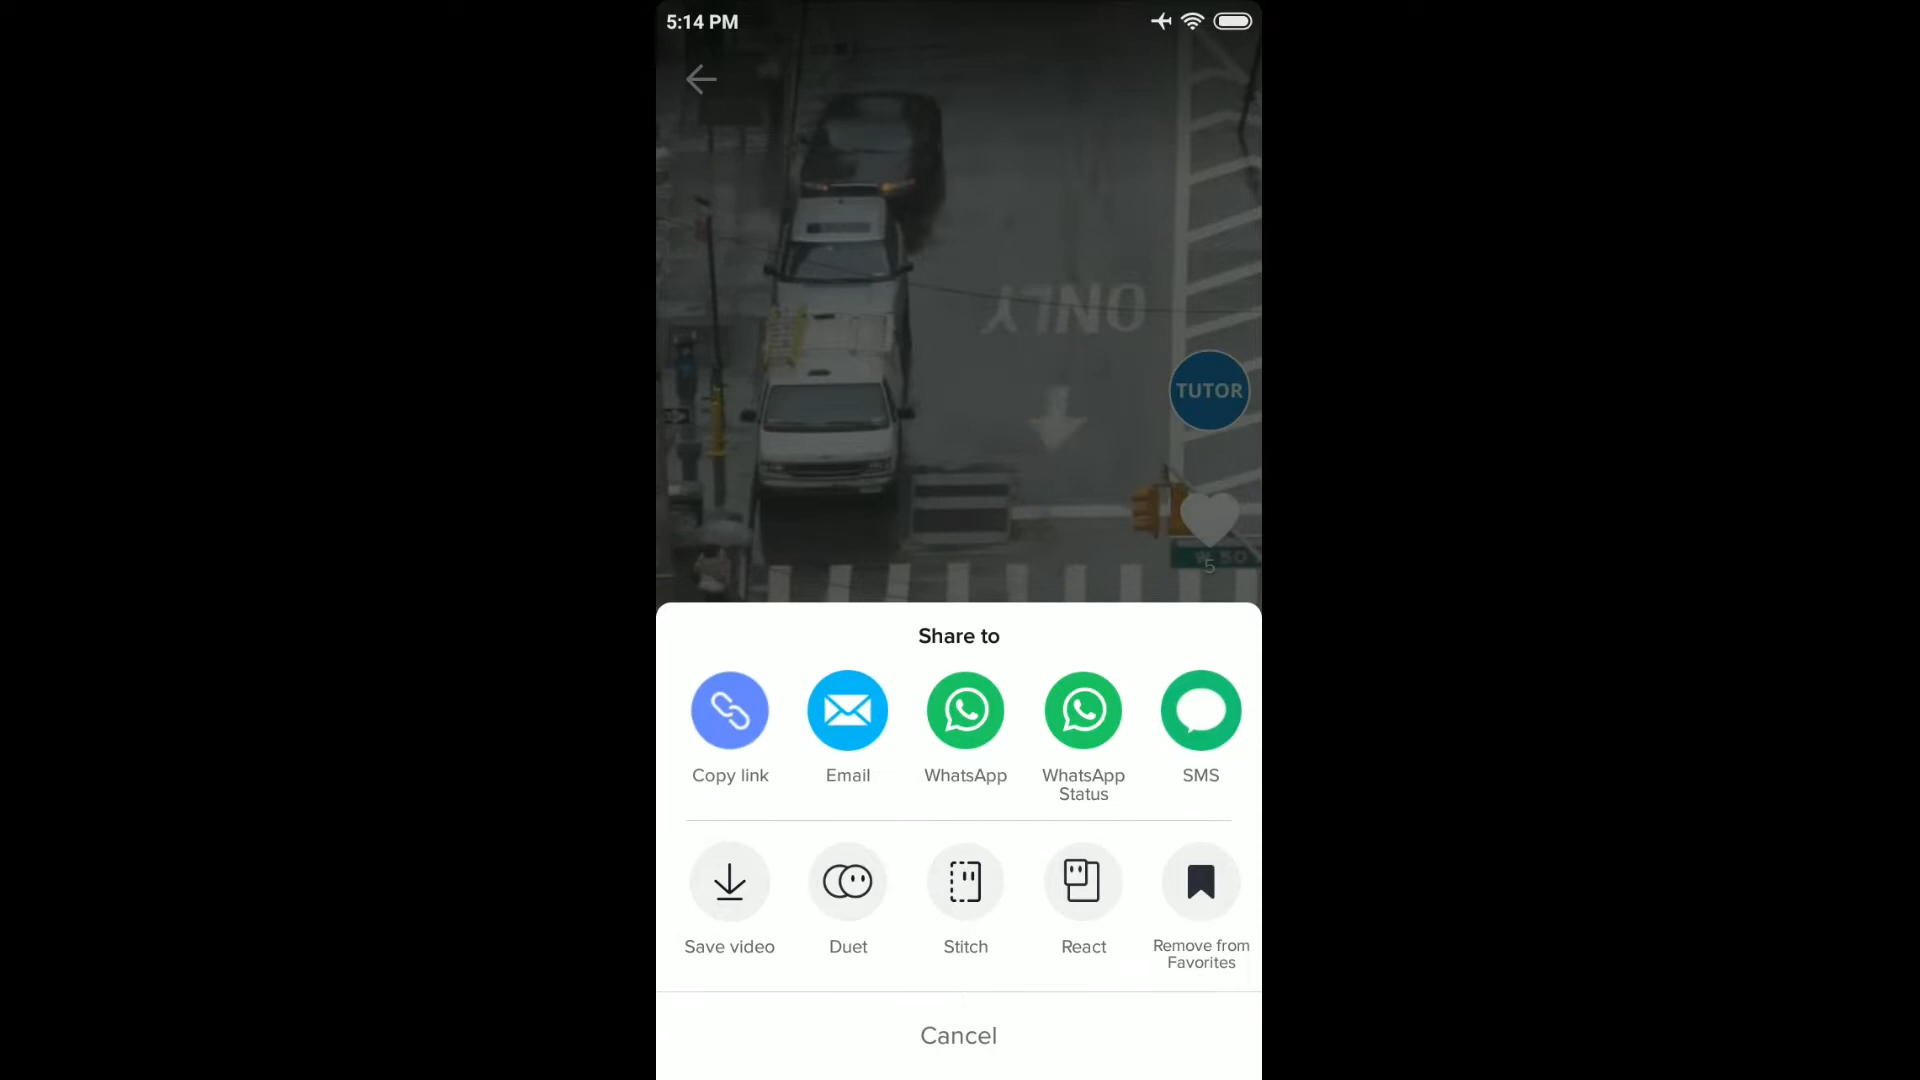 5:14 PM
ONLY
TUTOR
W 50
5
Share to
Copy link
Email
WhatsApp
WhatsApp
Status
SMS
Save video
Duet
Stitch
React
Remove from
Favorites
Cancel